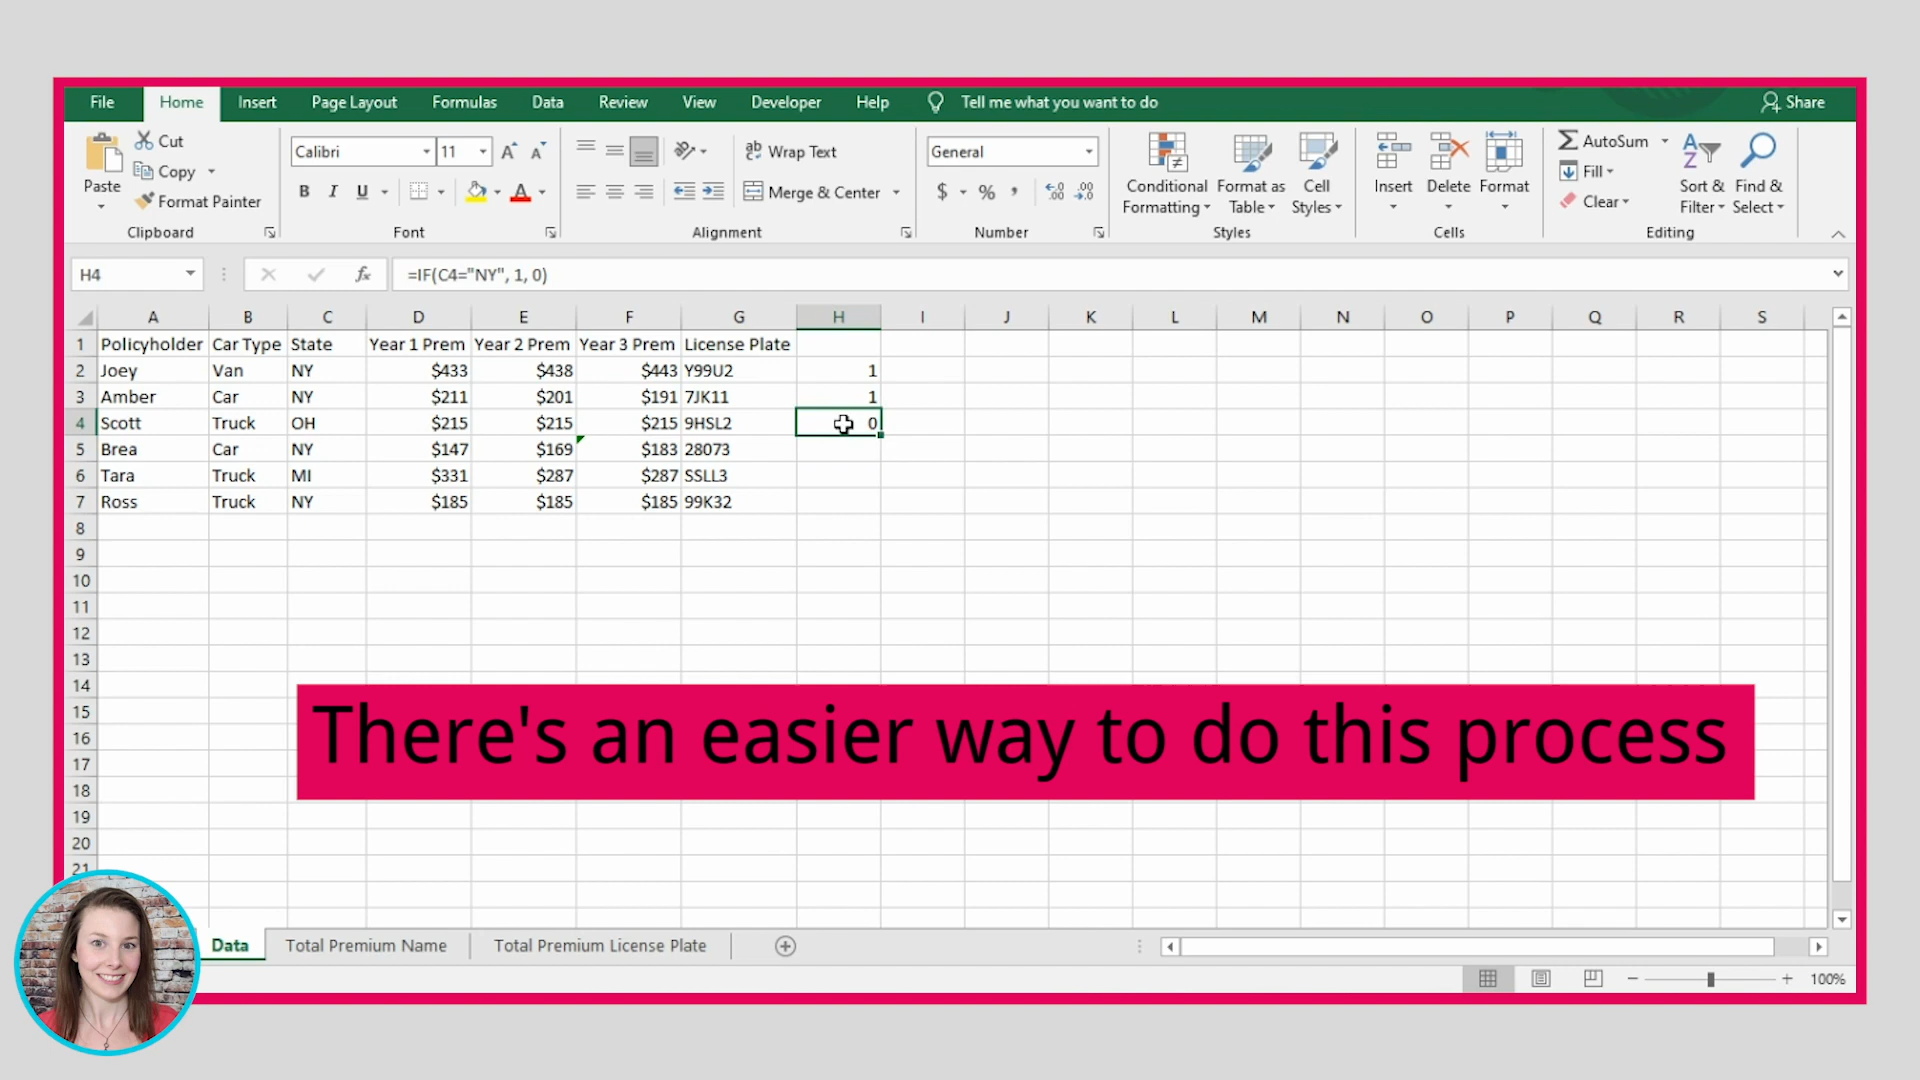 File Home Insert Page Layout Formulas Data Review View Developer Help Tell me what you want to do Share
Paste
Cut
Copy
Format Painter
Clipboard
Calibri 11
B I U
Font
Wrap Text
Merge & Center
Alignment
General
$ % ,
Number
Conditional Formatting
Format as Table
Cell Styles
Styles
Insert Delete Format
Cells
AutoSum
Fill
Clear
Sort & Filter
Find & Select
Editing
H4 fx =IF(C4="NY", 1, 0)
A B C D E F G H I J K L M N O P Q R S
1 Policyholder Car Type State Year 1 Prem Year 2 Prem Year 3 Prem License Plate
2 Joey Van NY $433 $438 $443 Y99U2 1
3 Amber Car NY $211 $201 $191 7JK11 1
4 Scott Truck OH $215 $215 $215 9HSL2 0
5 Brea Car NY $147 $169 $183 28073
6 Tara Truck MI $331 $287 $287 SSLL3
7 Ross Truck NY $185 $185 $185 99K32
8
9
10
11
12
13
14
15
16
17
18
19
20
21
There's an easier way to do this process
Data Total Premium Name Total Premium License Plate
100%